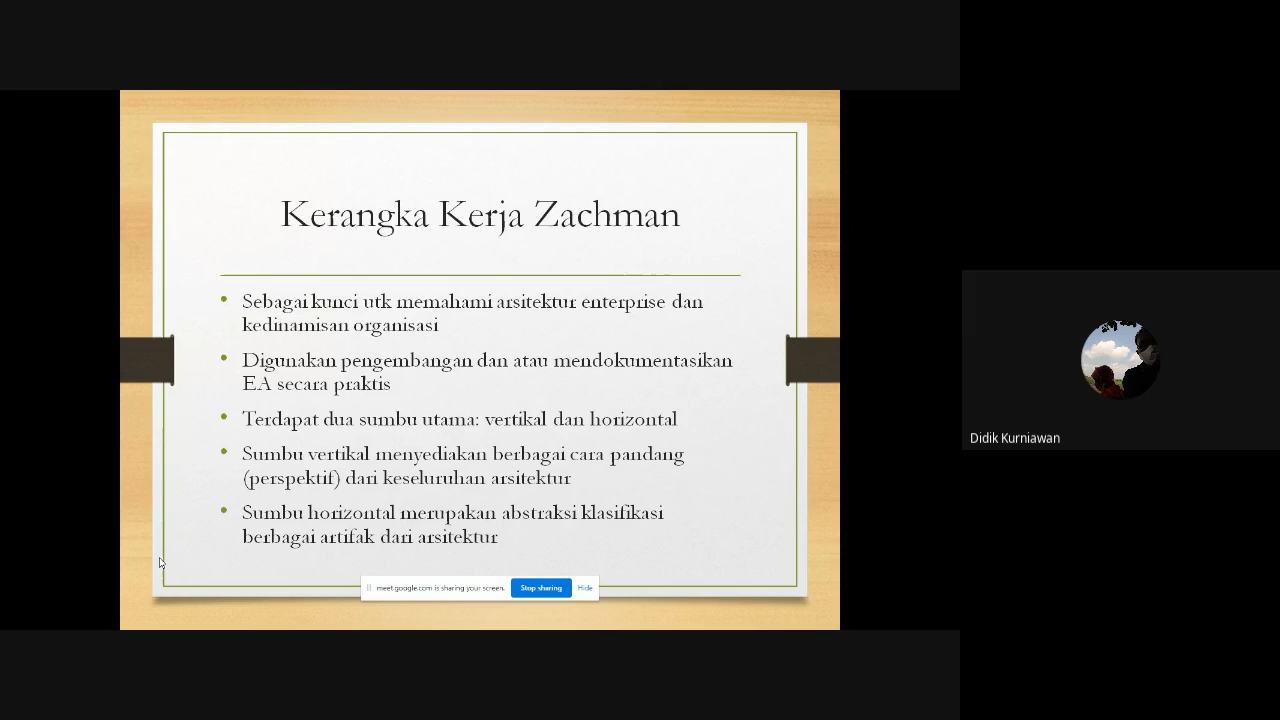 Kerangka Kerja Zachman
• Sebagai kunci utk memahami arsitektur enterprise dan
kedinamisan organisasi
• Digunakan pengembangan dan atau mendokumentasikan
EA secara praktis
• Terdapat dua sumbu utama: vertikal dan horizontal
• Sumbu vertikal menyediakan berbagai cara pandang
(perspektif) dari keseluruhan arsitektur
• Sumbu horizontal merupakan abstraksi klasifikasi
berbagai artifak dari arsitektur
meet.google.com is sharing your screen. Stop sharing Hide
Didik Kurniawan